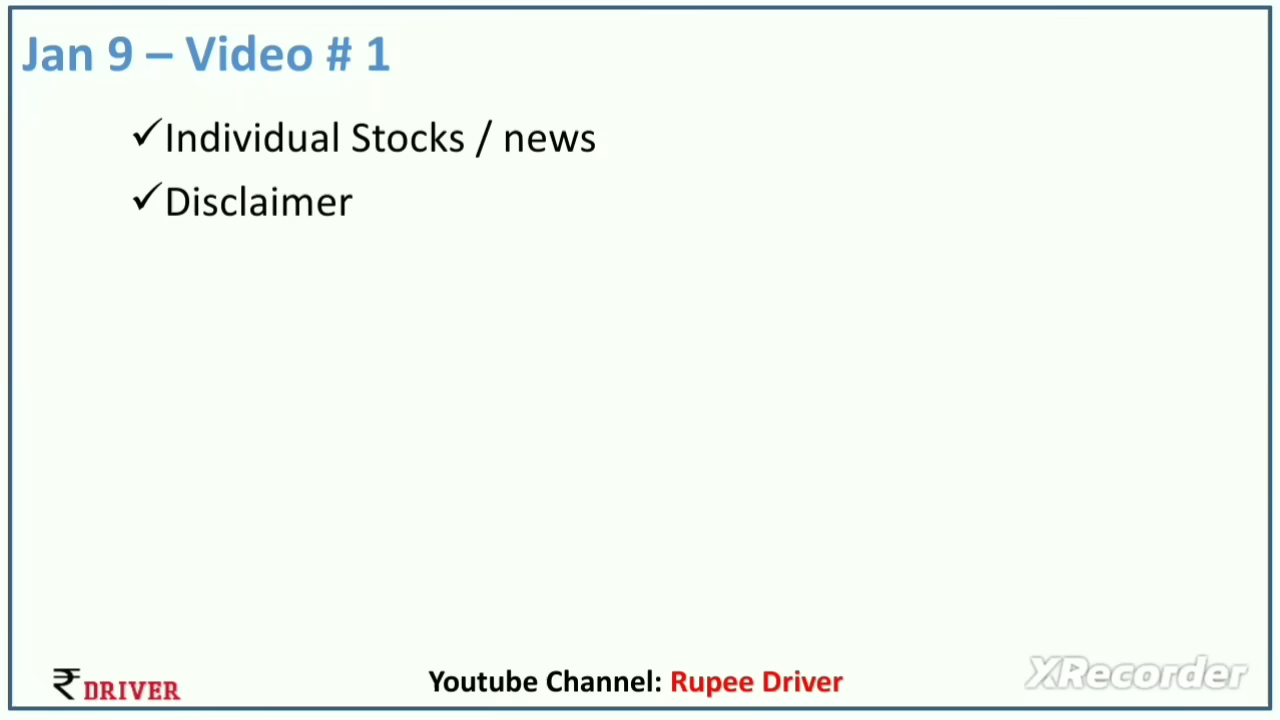 Jan 9 – Video # 1
✓Individual Stocks / news
✓Disclaimer
₹ DRIVER
Youtube Channel: Rupee Driver
XRecorder